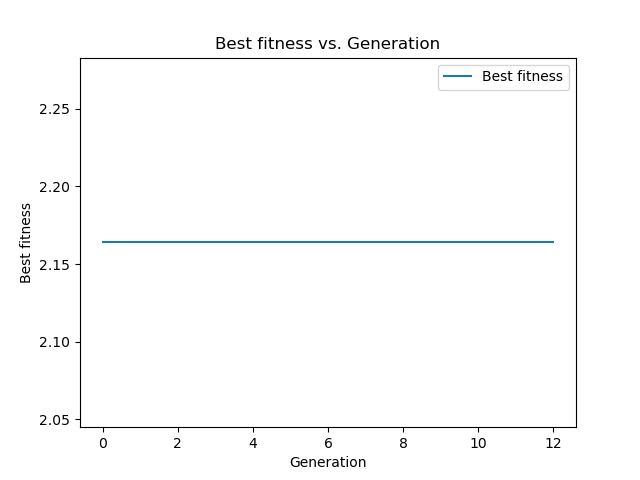 Best fitness vs. Generation
Best fitness
2.25
2.20
2.15
2.10
2.05
Best fitness
0 2 4 6 8 10 12
Generation